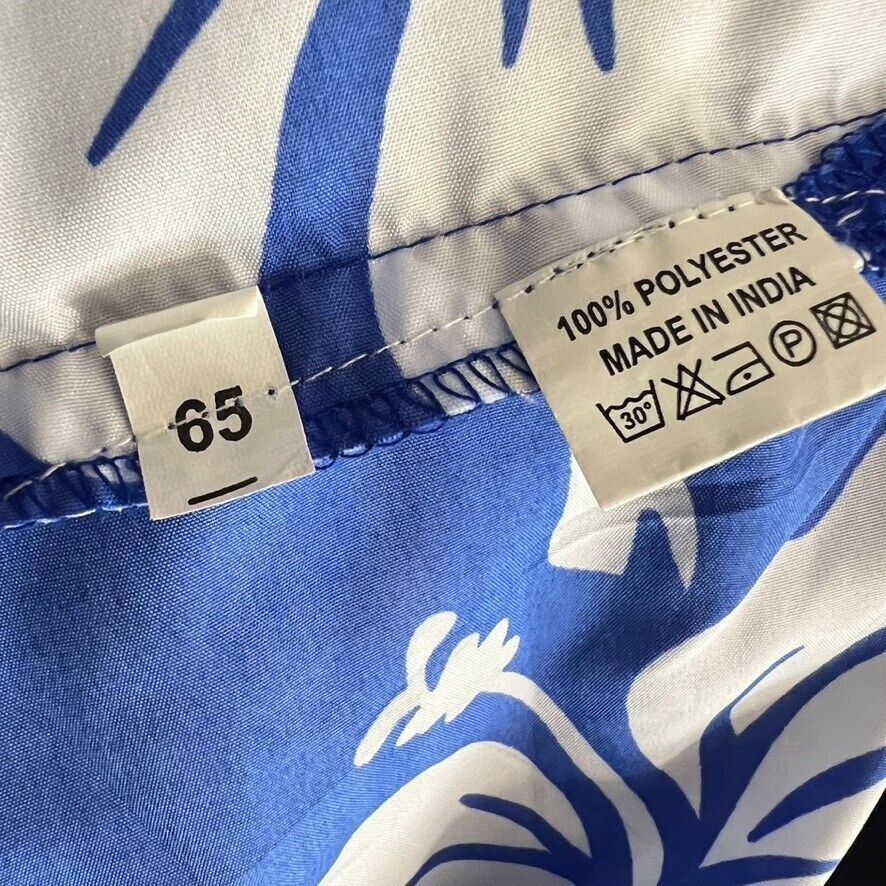 65
100% POLYESTER
MADE IN INDIA
30° P